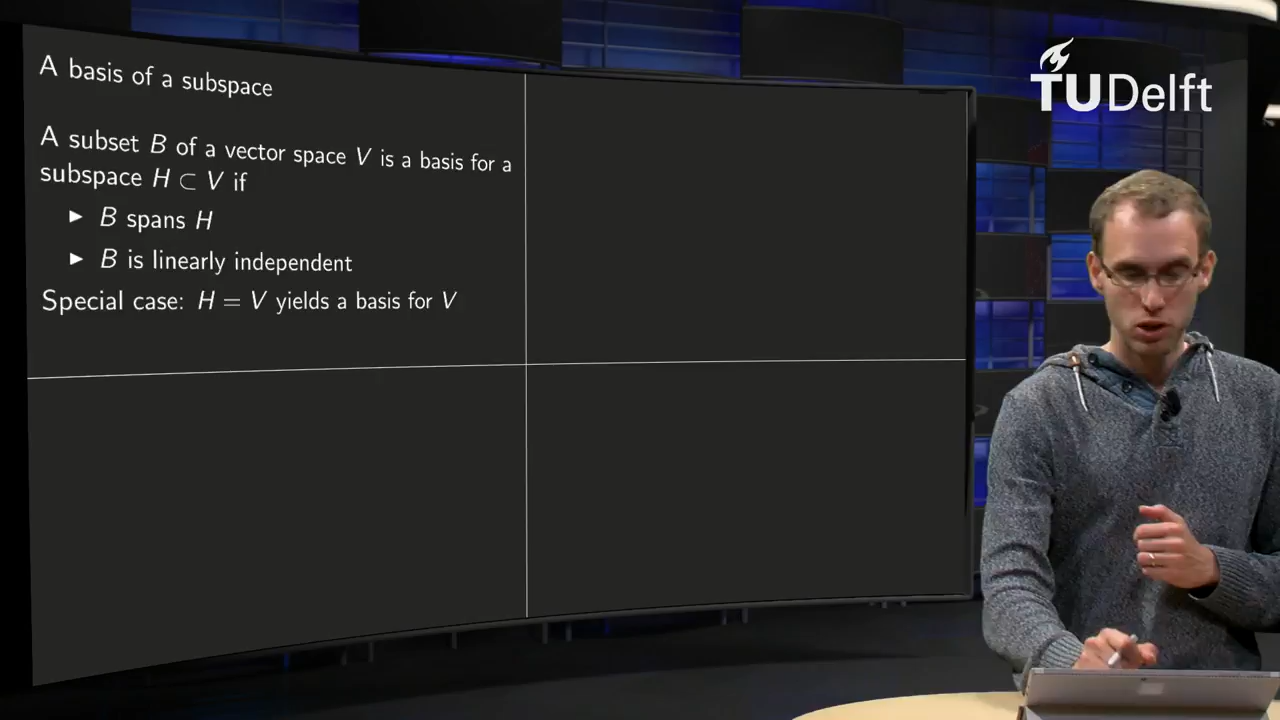 A basis of a subspace
A subset B of a vector space V is a basis for a
subspace H ⊂ V if
▶ B spans H
▶ B is linearly independent
Special case: H = V yields a basis for V
TUDelft